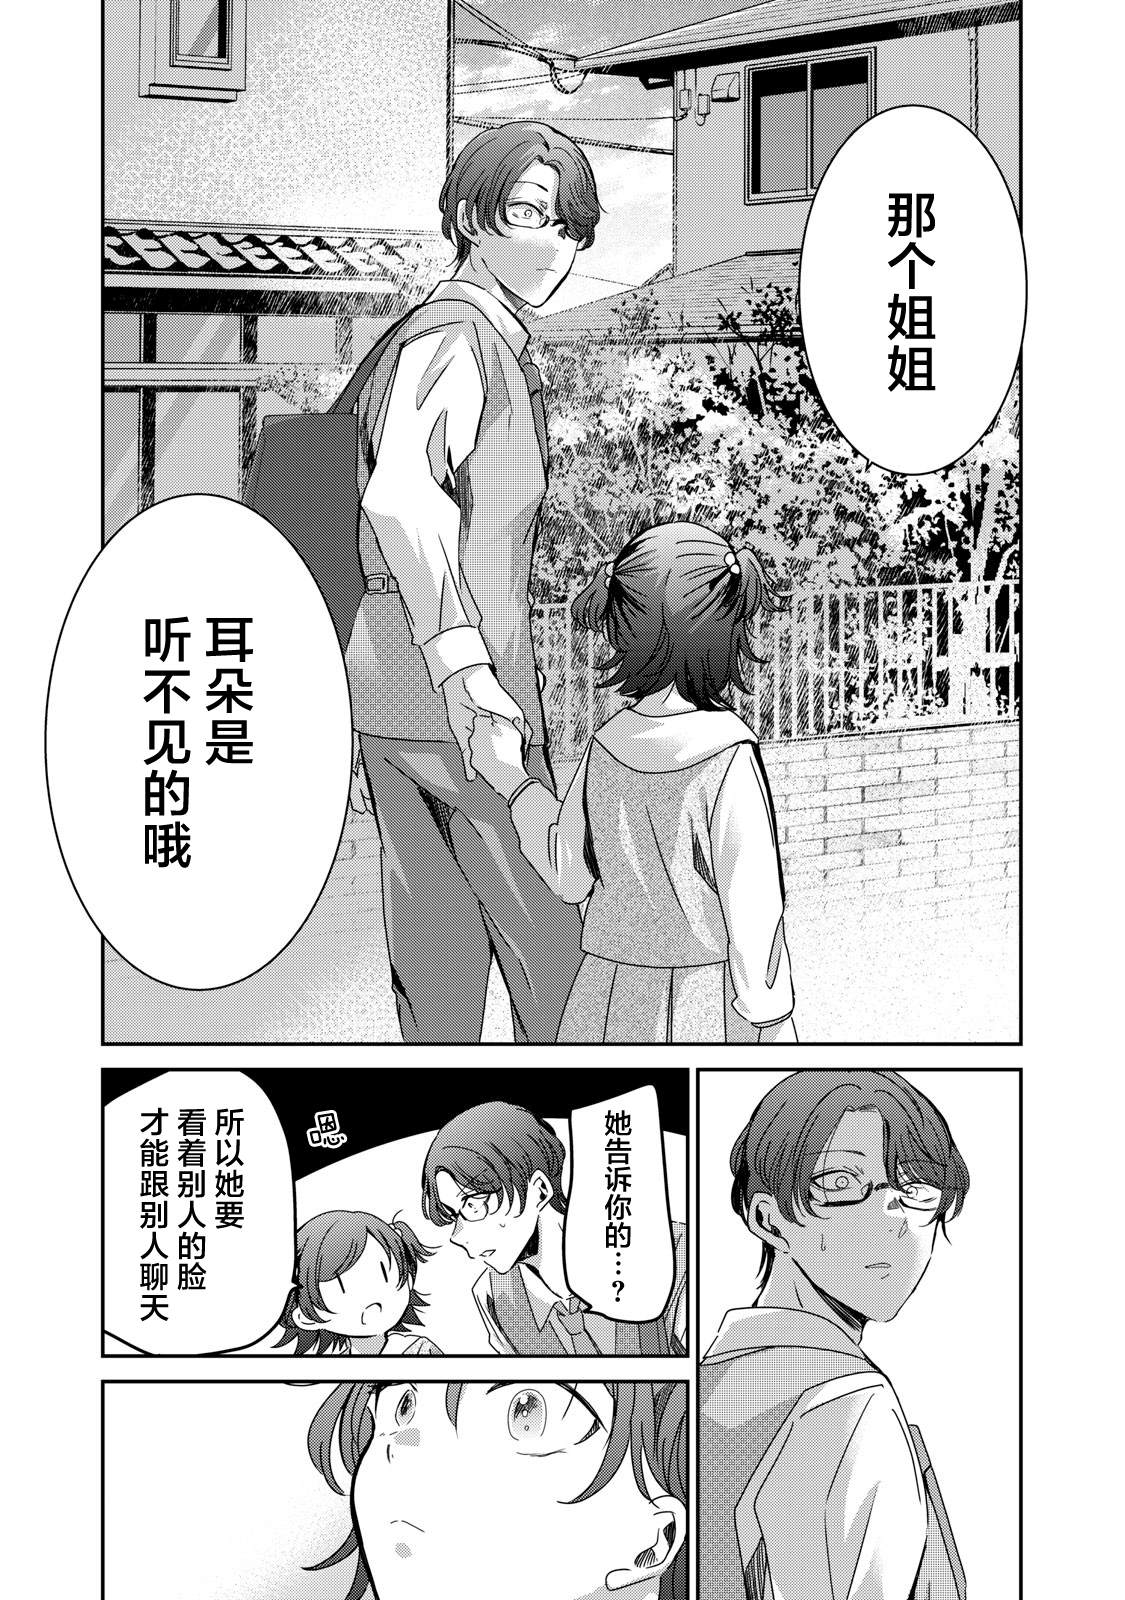 那个姐姐
耳朵是
听不见的哦
她告诉你的…?
嗯
所以她要
看着别人的脸
才能跟别人聊天